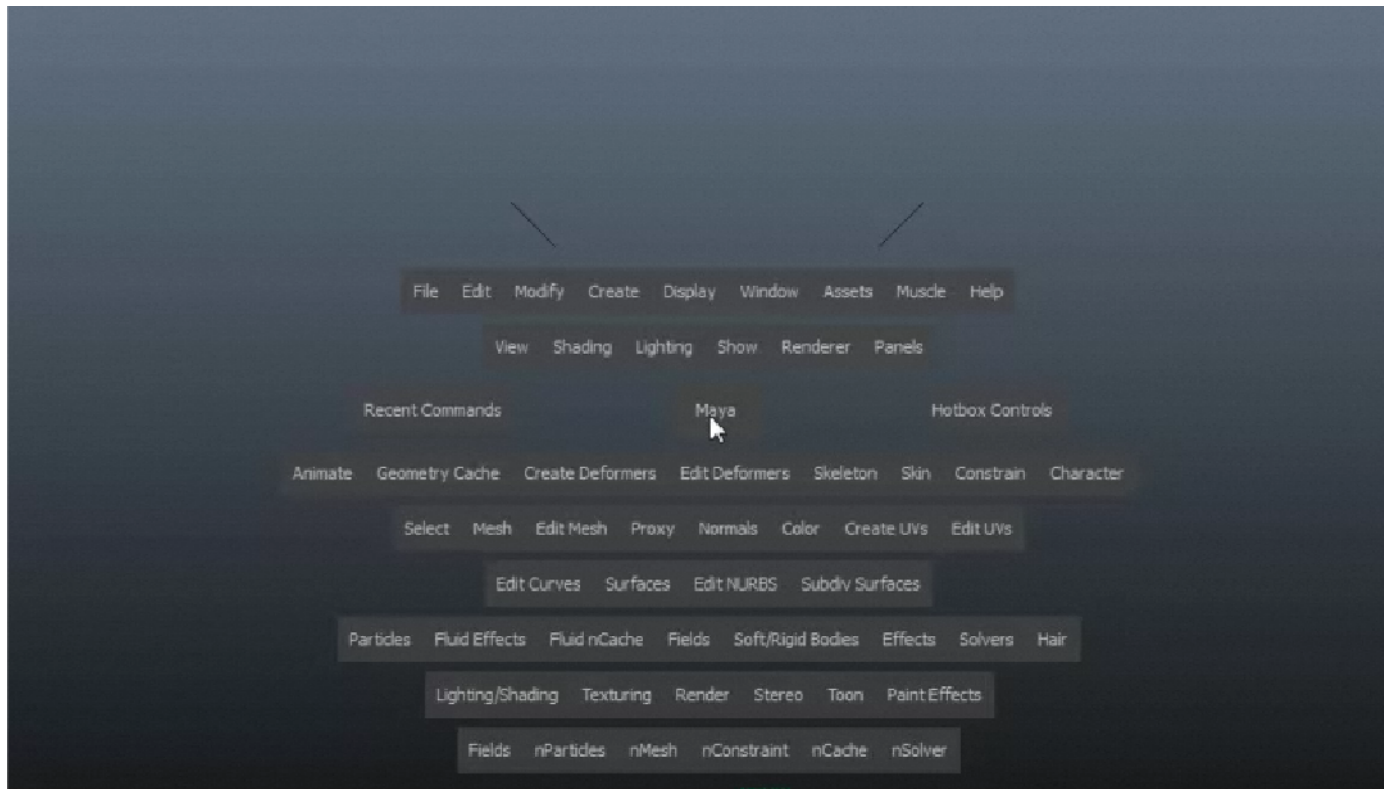 File Edit Modify Create Display Window Assets Muscle Help
View Shading Lighting Show Renderer Panels
Recent Commands Maya Hotbox Controls
Animate Geometry Cache Create Deformers Edit Deformers Skeleton Skin Constrain Character
Select Mesh Edit Mesh Proxy Normals Color Create UVs Edit UVs
Edit Curves Surfaces Edit NURBS Subdiv Surfaces
Particles Fluid Effects Fluid nCache Fields Soft/Rigid Bodies Effects Solvers Hair
Lighting/Shading Texturing Render Stereo Toon Paint Effects
Fields nParticles nMesh nConstraint nCache nSolver